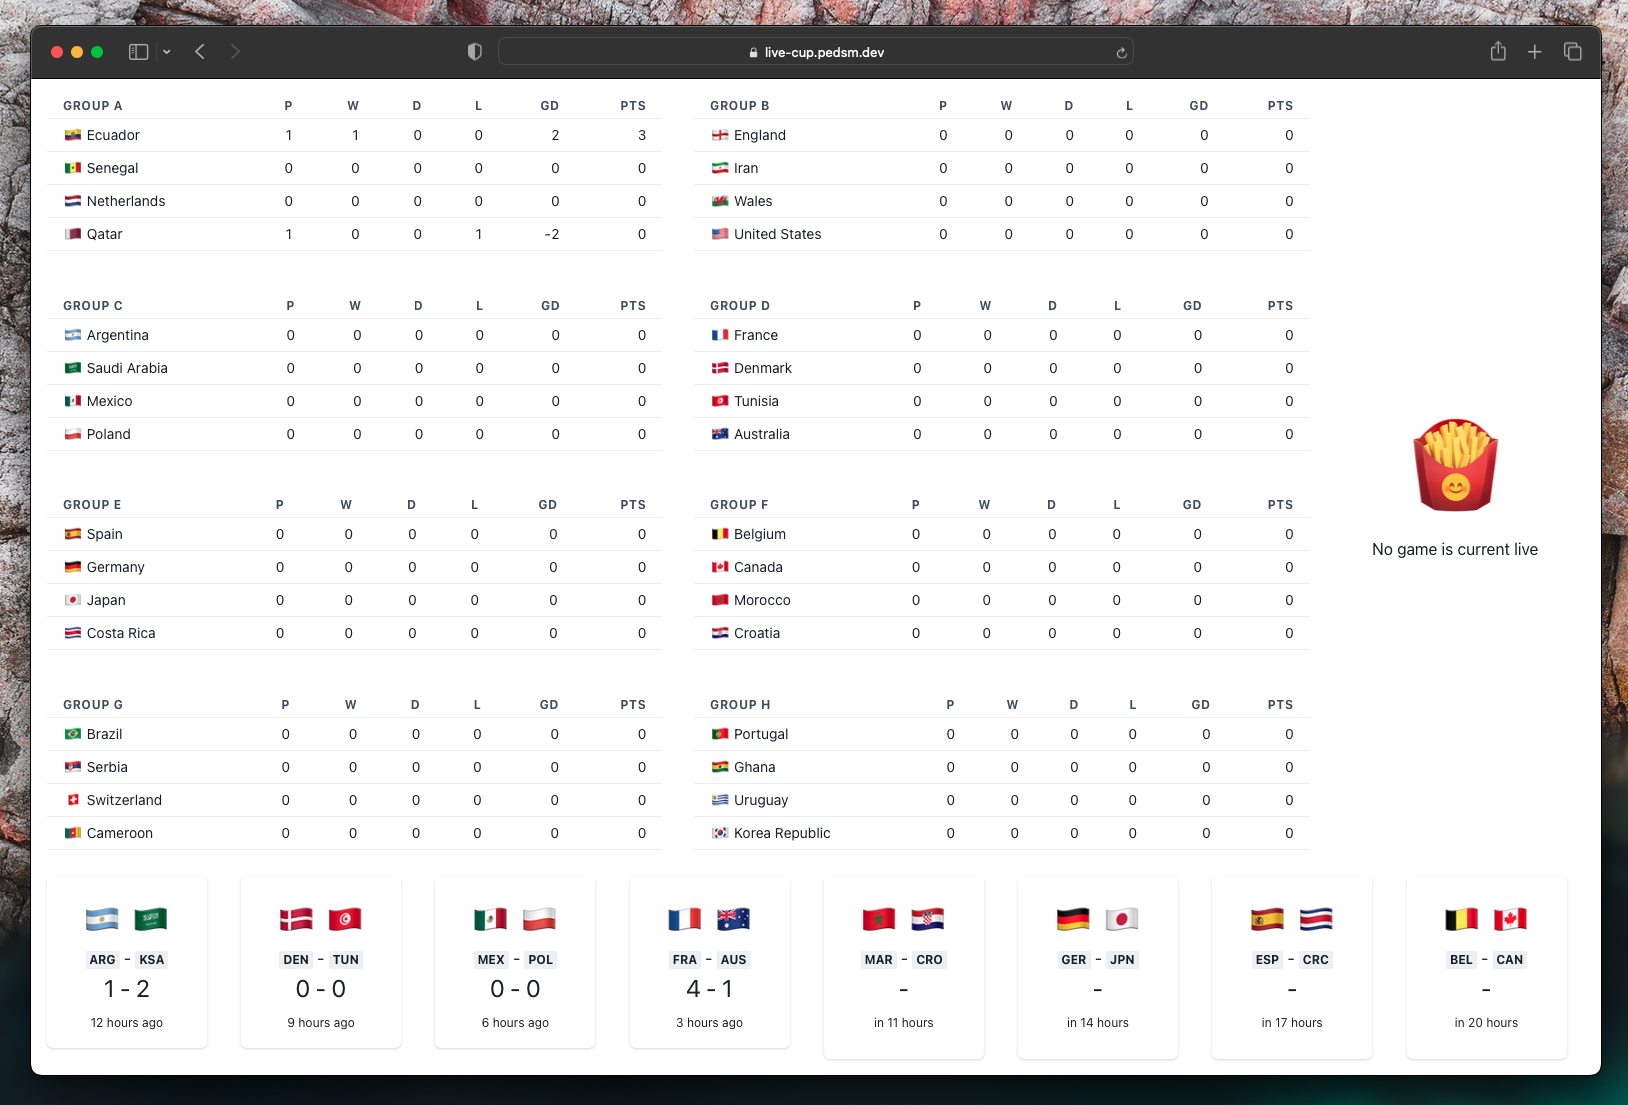 live-cup.pedsm.dev
GROUP A P W D L GD PTS
Ecuador 1 1 0 0 2 3
Senegal 0 0 0 0 0 0
Netherlands 0 0 0 0 0 0
Qatar 1 0 0 1 -2 0
GROUP B P W D L GD PTS
England 0 0 0 0 0 0
Iran 0 0 0 0 0 0
Wales 0 0 0 0 0 0
United States 0 0 0 0 0 0
GROUP C P W D L GD PTS
Argentina 0 0 0 0 0 0
Saudi Arabia 0 0 0 0 0 0
Mexico 0 0 0 0 0 0
Poland 0 0 0 0 0 0
GROUP D P W D L GD PTS
France 0 0 0 0 0 0
Denmark 0 0 0 0 0 0
Tunisia 0 0 0 0 0 0
Australia 0 0 0 0 0 0
GROUP E P W D L GD PTS
Spain 0 0 0 0 0 0
Germany 0 0 0 0 0 0
Japan 0 0 0 0 0 0
Costa Rica 0 0 0 0 0 0
GROUP F P W D L GD PTS
Belgium 0 0 0 0 0 0
Canada 0 0 0 0 0 0
Morocco 0 0 0 0 0 0
Croatia 0 0 0 0 0 0
GROUP G P W D L GD PTS
Brazil 0 0 0 0 0 0
Serbia 0 0 0 0 0 0
Switzerland 0 0 0 0 0 0
Cameroon 0 0 0 0 0 0
GROUP H P W D L GD PTS
Portugal 0 0 0 0 0 0
Ghana 0 0 0 0 0 0
Uruguay 0 0 0 0 0 0
Korea Republic 0 0 0 0 0 0
No game is current live
ARG - KSA
1 - 2
12 hours ago
DEN - TUN
0 - 0
9 hours ago
MEX - POL
0 - 0
6 hours ago
FRA - AUS
4 - 1
3 hours ago
MAR - CRO
-
in 11 hours
GER - JPN
-
in 14 hours
ESP - CRC
-
in 17 hours
BEL - CAN
-
in 20 hours